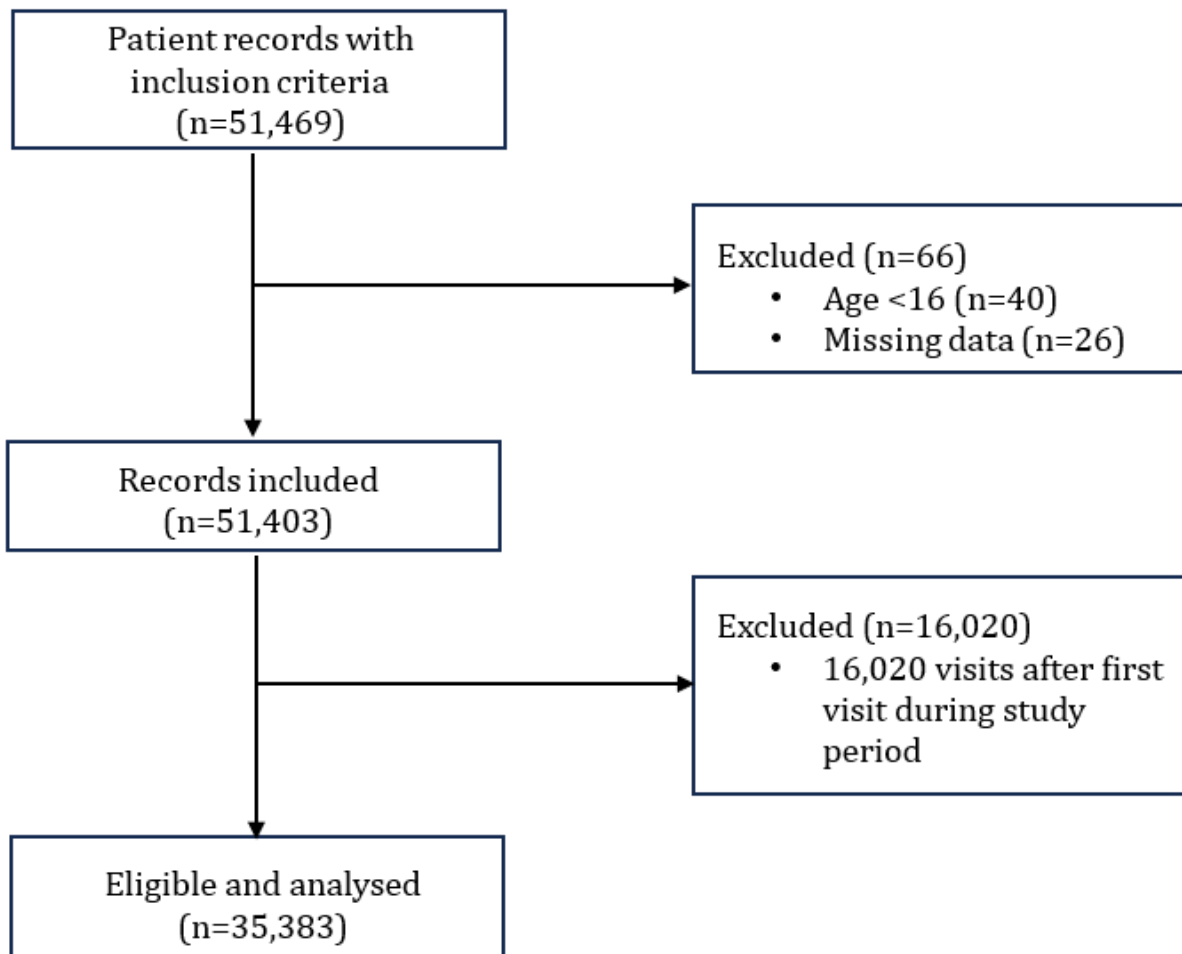 Patient records with
inclusion criteria
(n=51,469)
Excluded (n=66)
• Age <16 (n=40)
• Missing data (n=26)
Records included
(n=51,403)
Excluded (n=16,020)
• 16,020 visits after first
visit during study
period
Eligible and analysed
(n=35,383)